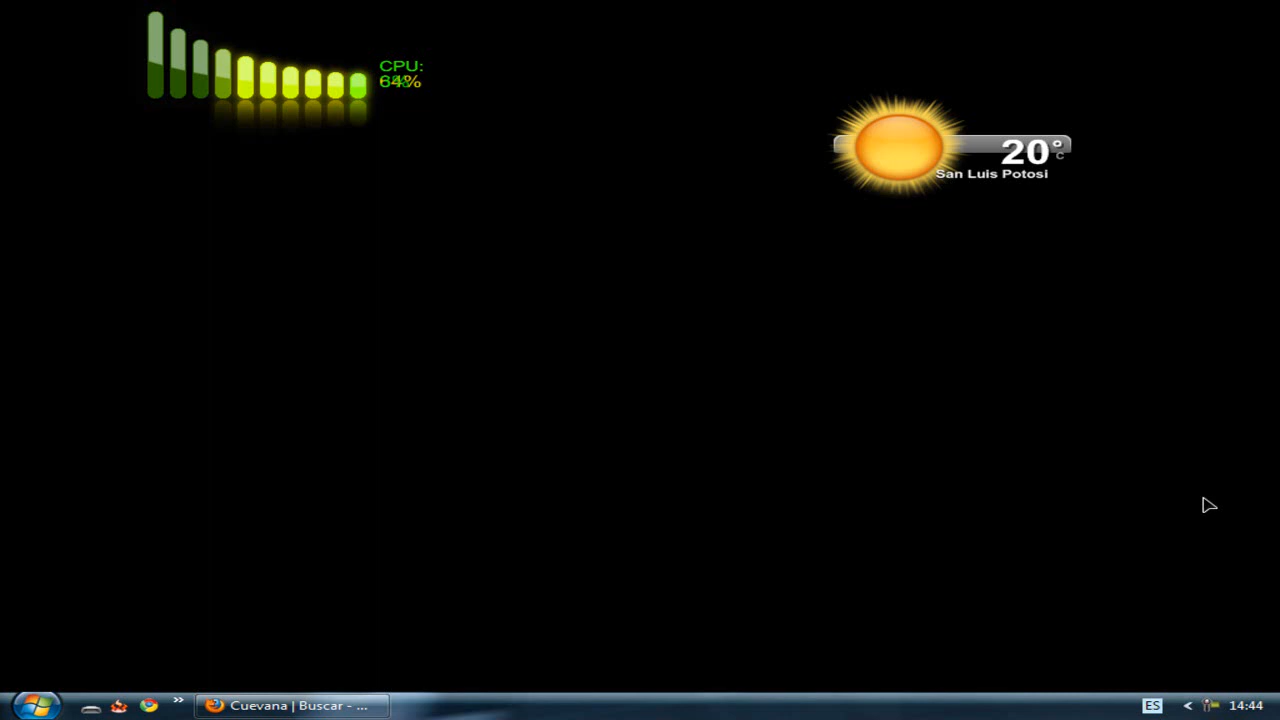 CPU:
64%
20°
C
San Luis Potosi
Cuevana | Buscar - ...
ES
14:44